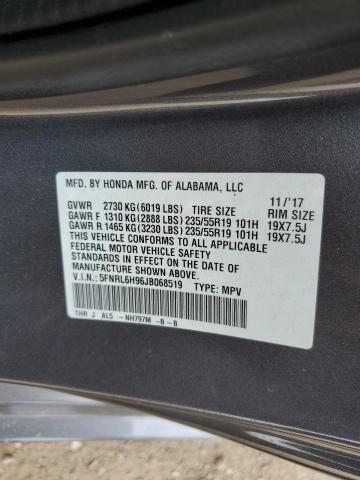 MFD. BY HONDA MFG. OF ALABAMA, LLC
GVWR 2730 KG(6019 LBS) TIRE SIZE 11/'17 RIM SIZE
GAWR F 1310 KG(2888 LBS) 235/55R19 101H 19X7.5J
GAWR R 1465 KG(3230 LBS) 235/55R19 101H 19X7.5J
THIS VEHICLE CONFORMS TO ALL APPLICABLE
FEDERAL MOTOR VEHICLE SAFETY
STANDARDS IN EFFECT ON THE DATE OF
MANUFACTURE SHOWN ABOVE.
V.I.N.: 5FNRL6H96JB068519 TYPE: MPV
THR J AL5 -NH797M -B -B